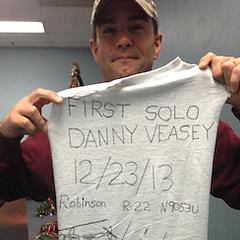 FIRST SOLO
DANNY VEASEY
12/23/13
Robinson R-22 N9053U